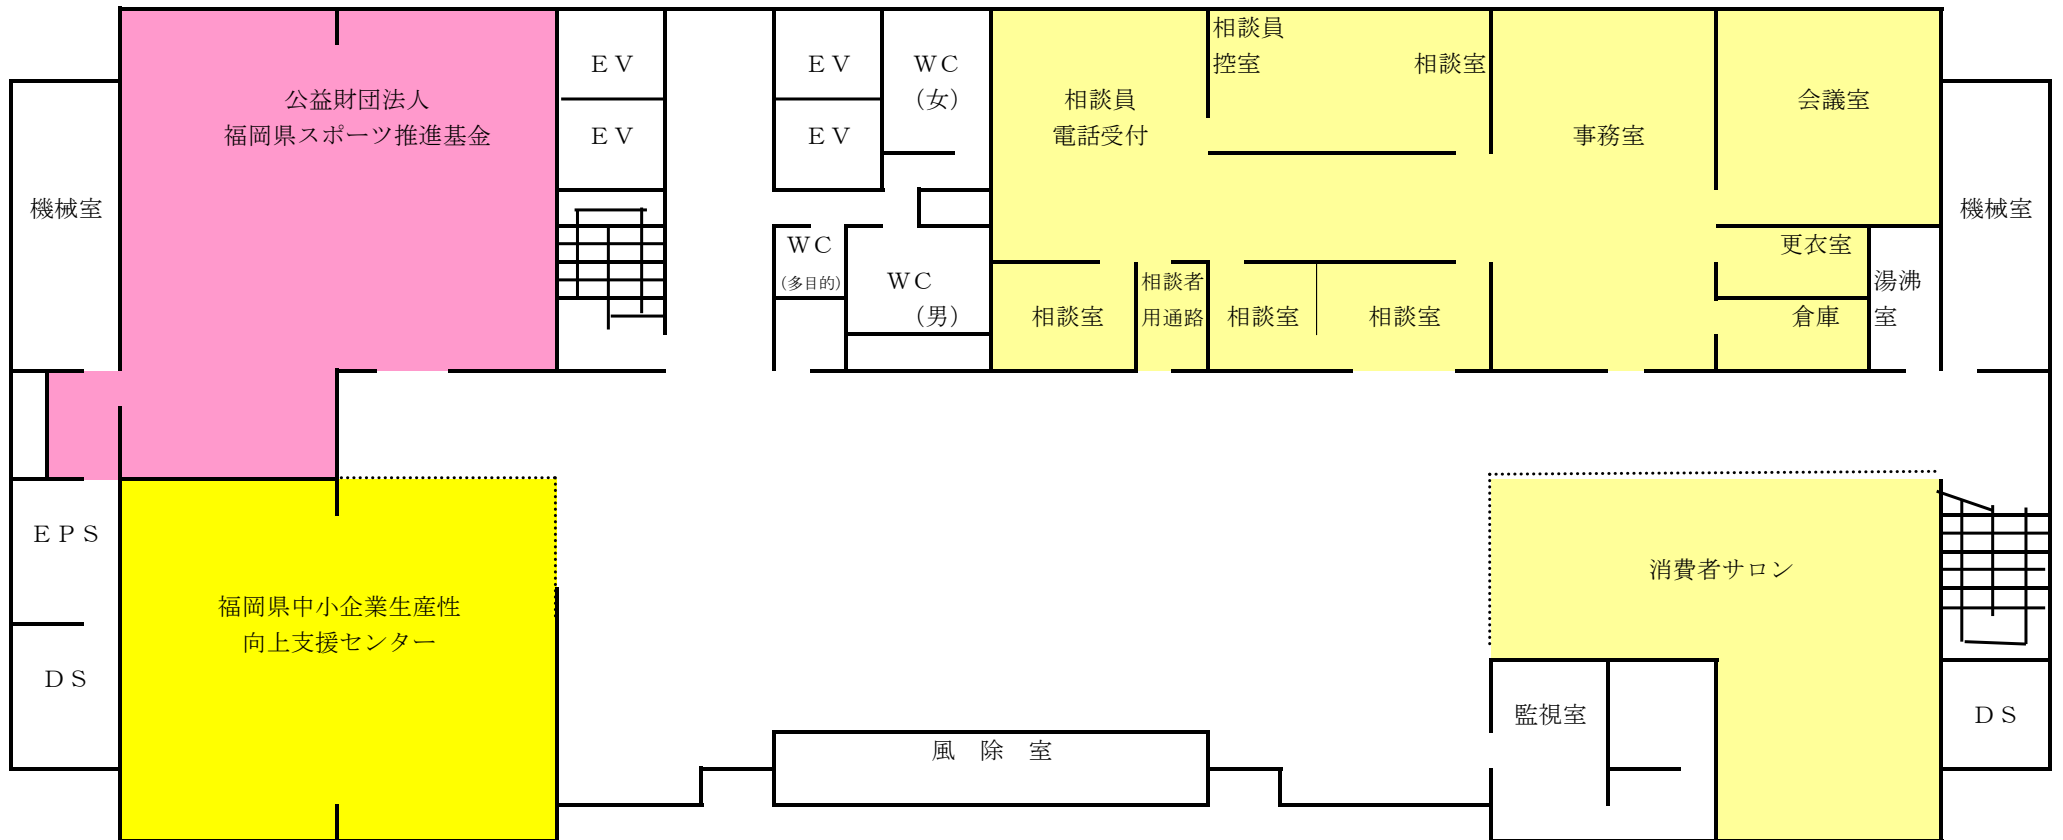 公益財団法人
福岡県スポーツ推進基金
ＥＶ
ＥＶ
ＥＶ
ＥＶ
ＷＣ
（女）
相談員
電話受付
相談員
控室
相談室
事務室
会議室
機械室
機械室
ＷＣ
（多目的）
ＷＣ
（男）
相談室
相談者
用通路
相談室
相談室
更衣室
倉庫
湯沸
室
ＥＰＳ
ＤＳ
福岡県中小企業生産性
向上支援センター
消費者サロン
監視室
ＤＳ
風　除　室